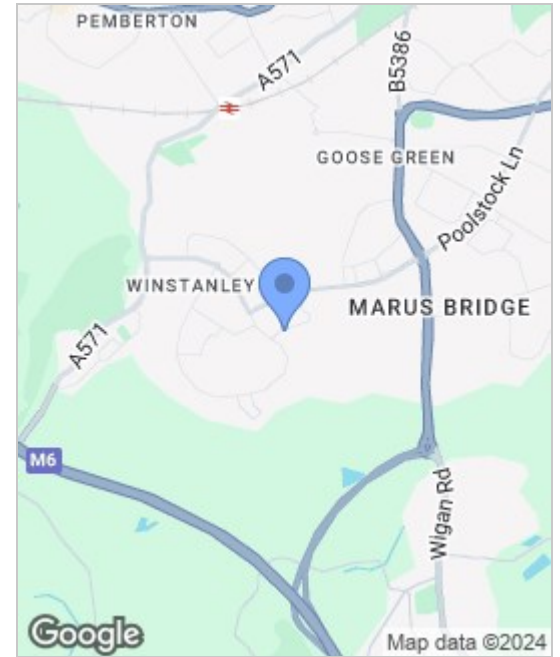 PEMBERTON
A571
B5386
GOOSE GREEN
Poolstock Ln
WINSTANLEY
MARUS BRIDGE
A571
M6
Wigan Rd
Google
Map data ©2024